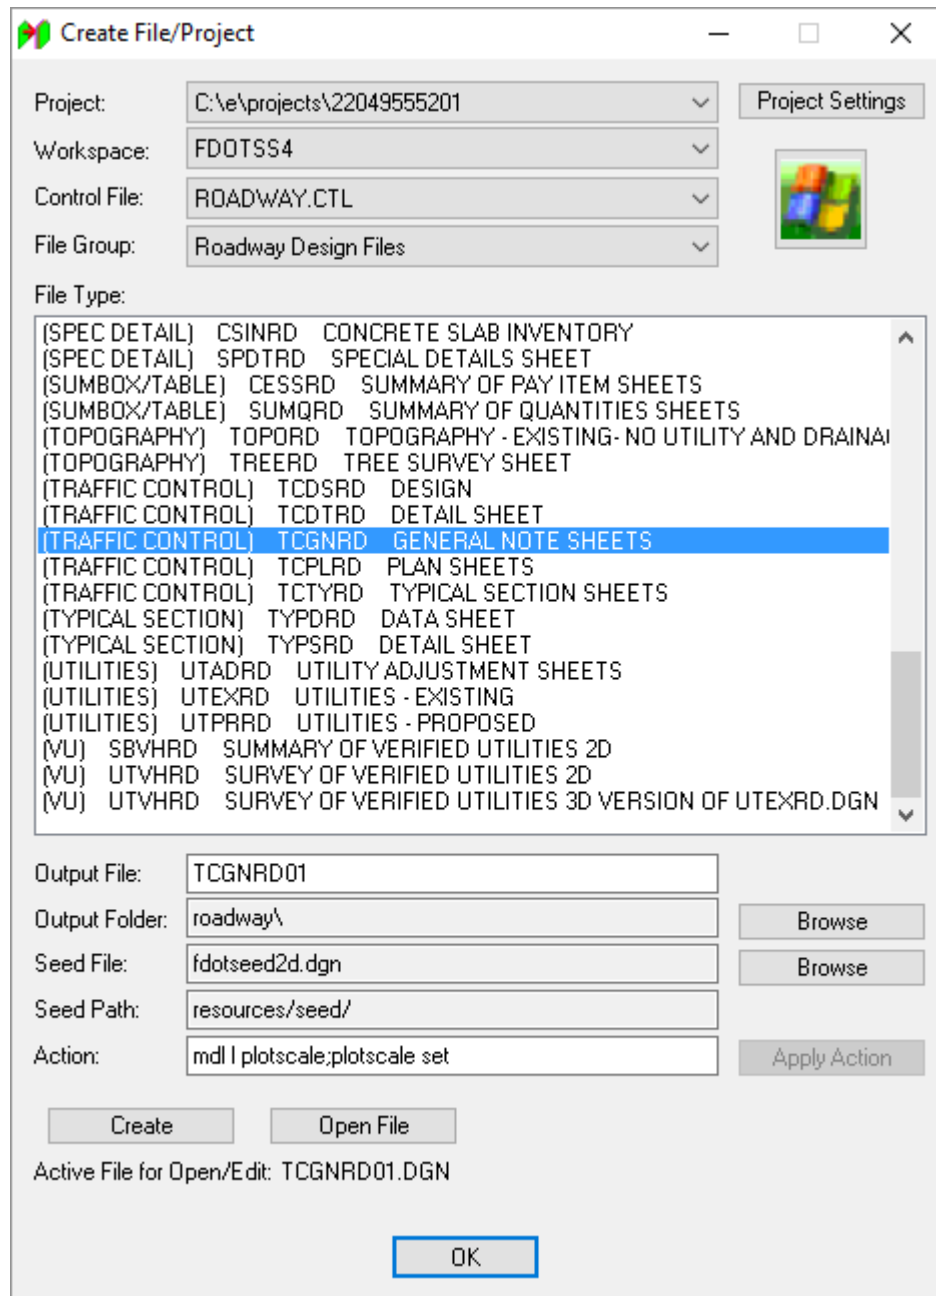 Create File/Project
Project: C:\e\projects\22049555201 Project Settings
Workspace: FDOTSS4
Control File: ROADWAY.CTL
File Group: Roadway Design Files
File Type:
(SPEC DETAIL) CSINRD CONCRETE SLAB INVENTORY
(SPEC DETAIL) SPDTRD SPECIAL DETAILS SHEET
(SUMBOX/TABLE) CESSRD SUMMARY OF PAY ITEM SHEETS
(SUMBOX/TABLE) SUMQRD SUMMARY OF QUANTITIES SHEETS
(TOPOGRAPHY) TOPORD TOPOGRAPHY - EXISTING- NO UTILITY AND DRAINA
(TOPOGRAPHY) TREERD TREE SURVEY SHEET
(TRAFFIC CONTROL) TCDSRD DESIGN
(TRAFFIC CONTROL) TCDTRD DETAIL SHEET
(TRAFFIC CONTROL) TCGNRD GENERAL NOTE SHEETS
(TRAFFIC CONTROL) TCPLRD PLAN SHEETS
(TRAFFIC CONTROL) TCTYRD TYPICAL SECTION SHEETS
(TYPICAL SECTION) TYPDRD DATA SHEET
(TYPICAL SECTION) TYPSRD DETAIL SHEET
(UTILITIES) UTADRD UTILITY ADJUSTMENT SHEETS
(UTILITIES) UTEXRD UTILITIES - EXISTING
(UTILITIES) UTPRRD UTILITIES - PROPOSED
(VU) SBVHRD SUMMARY OF VERIFIED UTILITIES 2D
(VU) UTVHRD SURVEY OF VERIFIED UTILITIES 2D
(VU) UTVHRD SURVEY OF VERIFIED UTILITIES 3D VERSION OF UTEXRD.DGN
Output File: TCGNRD01
Output Folder: roadway\ Browse
Seed File: fdotseed2d.dgn Browse
Seed Path: resources/seed/
Action: mdl l plotscale;plotscale set Apply Action
Create Open File
Active File for Open/Edit: TCGNRD01.DGN
OK